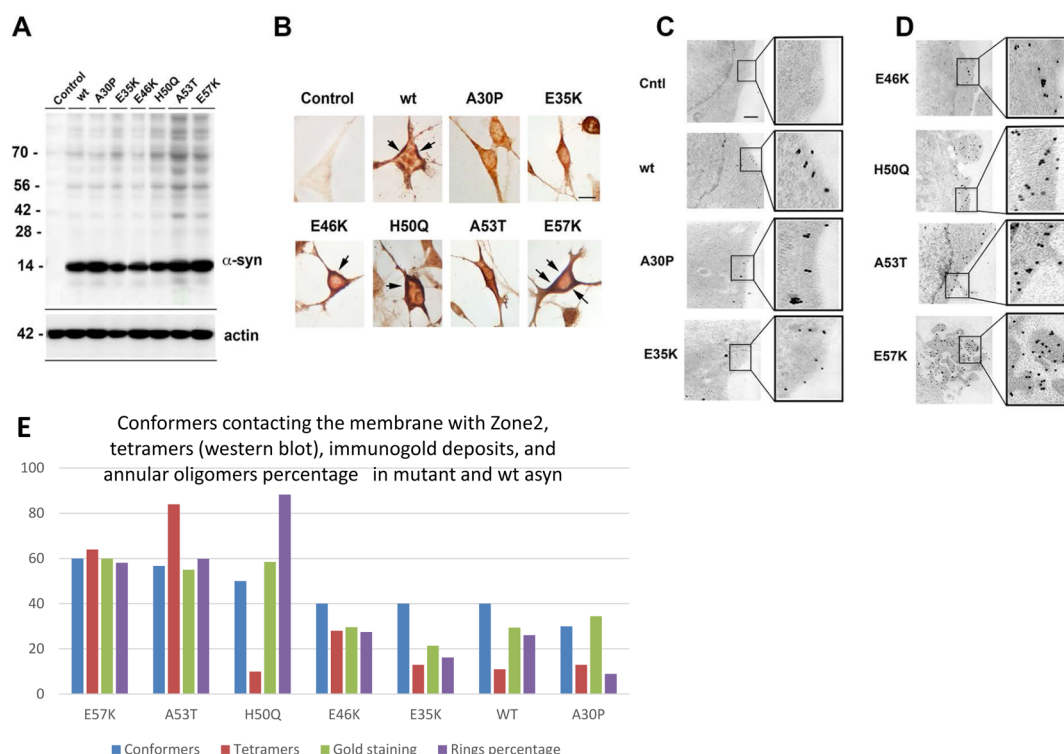 A
Control
wt
A30P
E35K
E46K
H50Q
A53T
E57K
70 -
56 -
42 -
28 -
14 -
α-syn
42 -
actin
B
Control wt A30P E35K
E46K H50Q A53T E57K
C
Cntl
wt
A30P
E35K
D
E46K
H50Q
A53T
E57K
E
Conformers contacting the membrane with Zone2,
tetramers (western blot), immunogold deposits, and
annular oligomers percentage in mutant and wt asyn
100
80
60
40
20
0
E57K A53T H50Q E46K E35K WT A30P
Conformers Tetramers Gold staining Rings percentage